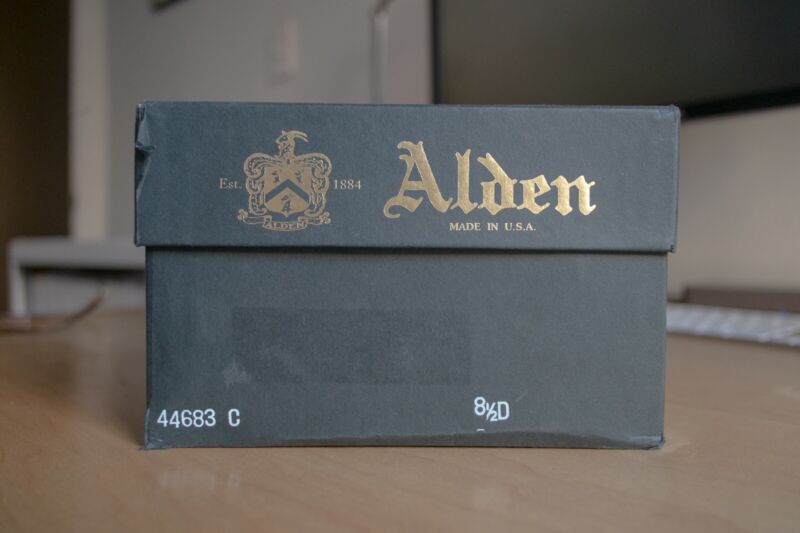 Est. 1884
ALDEN
Alden
MADE IN U.S.A.
44683 C
8½D